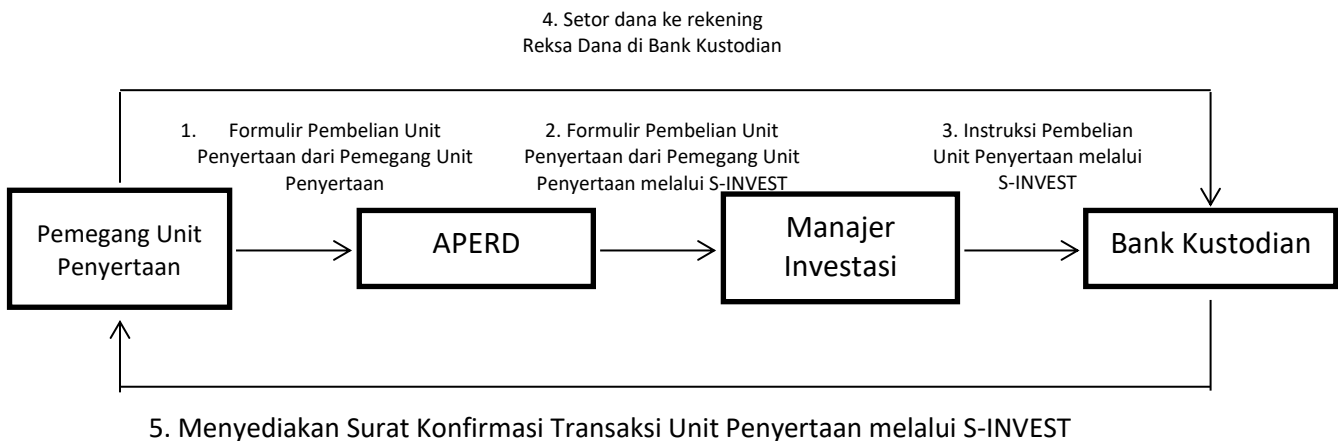 4. Setor dana ke rekening
Reksa Dana di Bank Kustodian
1. Formulir Pembelian Unit
Penyertaan dari Pemegang Unit
Penyertaan
2. Formulir Pembelian Unit
Penyertaan dari Pemegang Unit
Penyertaan melalui S-INVEST
3. Instruksi Pembelian
Unit Penyertaan melalui
S-INVEST
Pemegang Unit
Penyertaan
APERD
Manajer
Investasi
Bank Kustodian
5. Menyediakan Surat Konfirmasi Transaksi Unit Penyertaan melalui S-INVEST